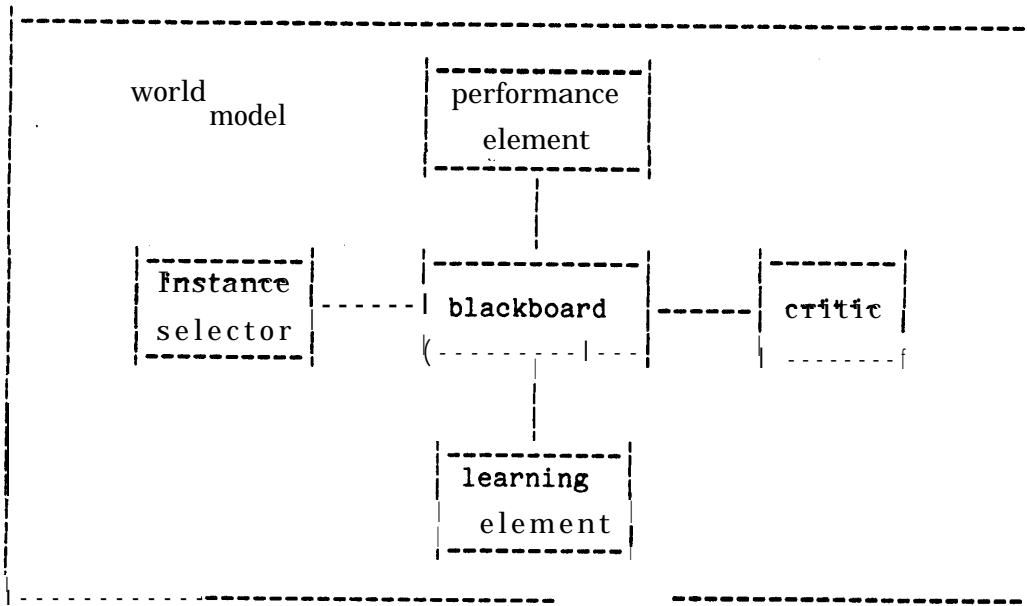 world
model
performance
element
Instance
selector
blackboard
critic
learning
element